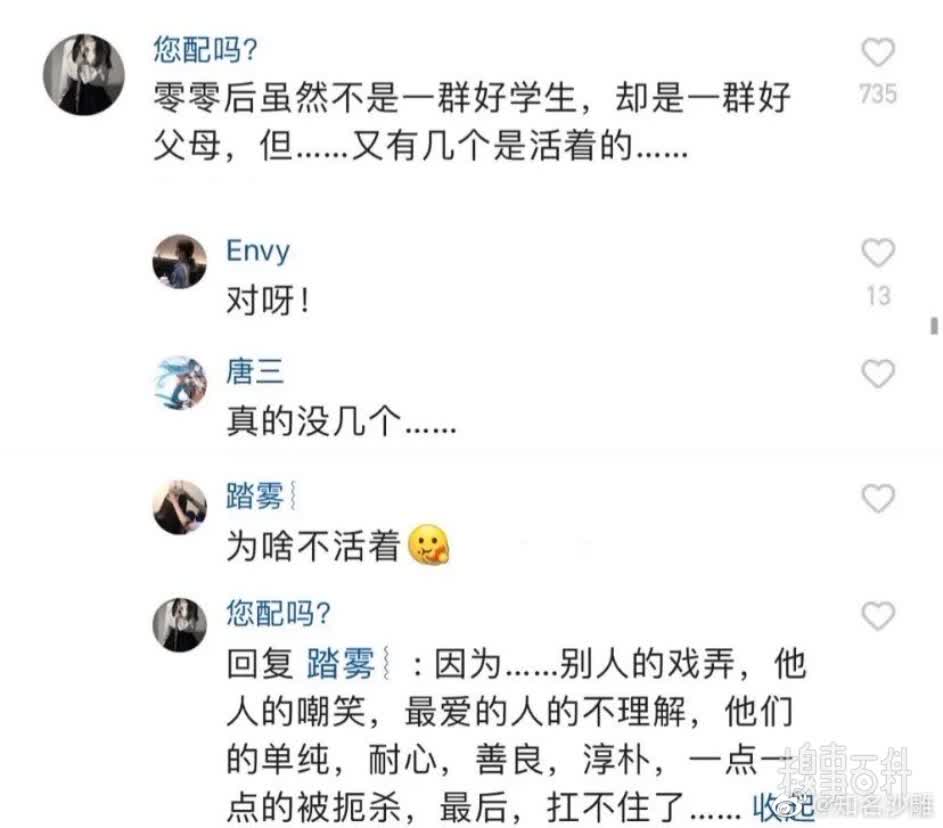 您配吗?
零零后虽然不是一群好学生，却是一群好
735
父母，但……又有几个是活着的……
Envy
对呀！
13
唐三
真的没几个……
踏雾
为啥不活着
您配吗?
回复 踏雾：因为……别人的戏弄，他
人的嘲笑，最爱的人的不理解，他们
的单纯，耐心，善良，淳朴，一点一
点的被扼杀，最后，扛不住了…… 收起
糗事百科
@知名沙雕